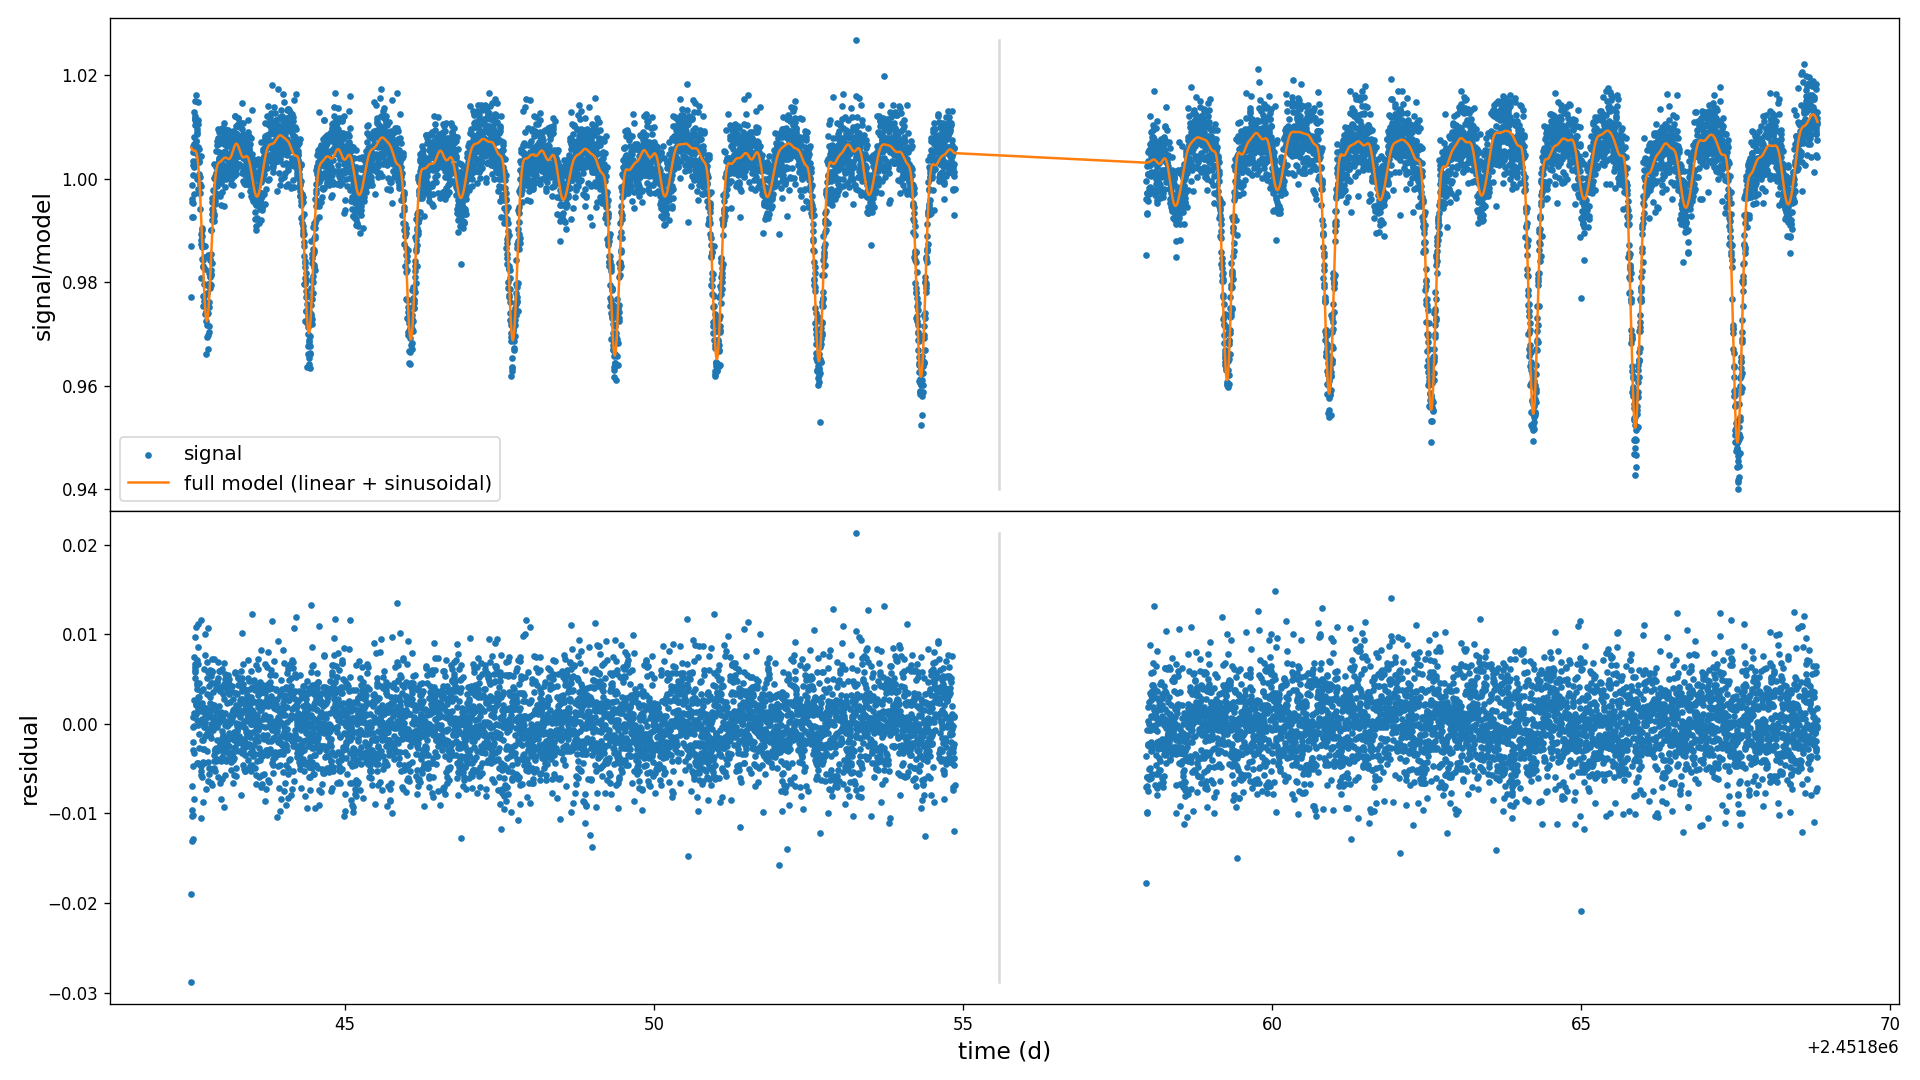 signal/model
1.02
1.00
0.98
0.96
0.94
signal
full model (linear + sinusoidal)
residual
0.02
0.01
0.00
−0.01
−0.02
−0.03
45
50
55
60
65
70
time (d)
+2.4518e6